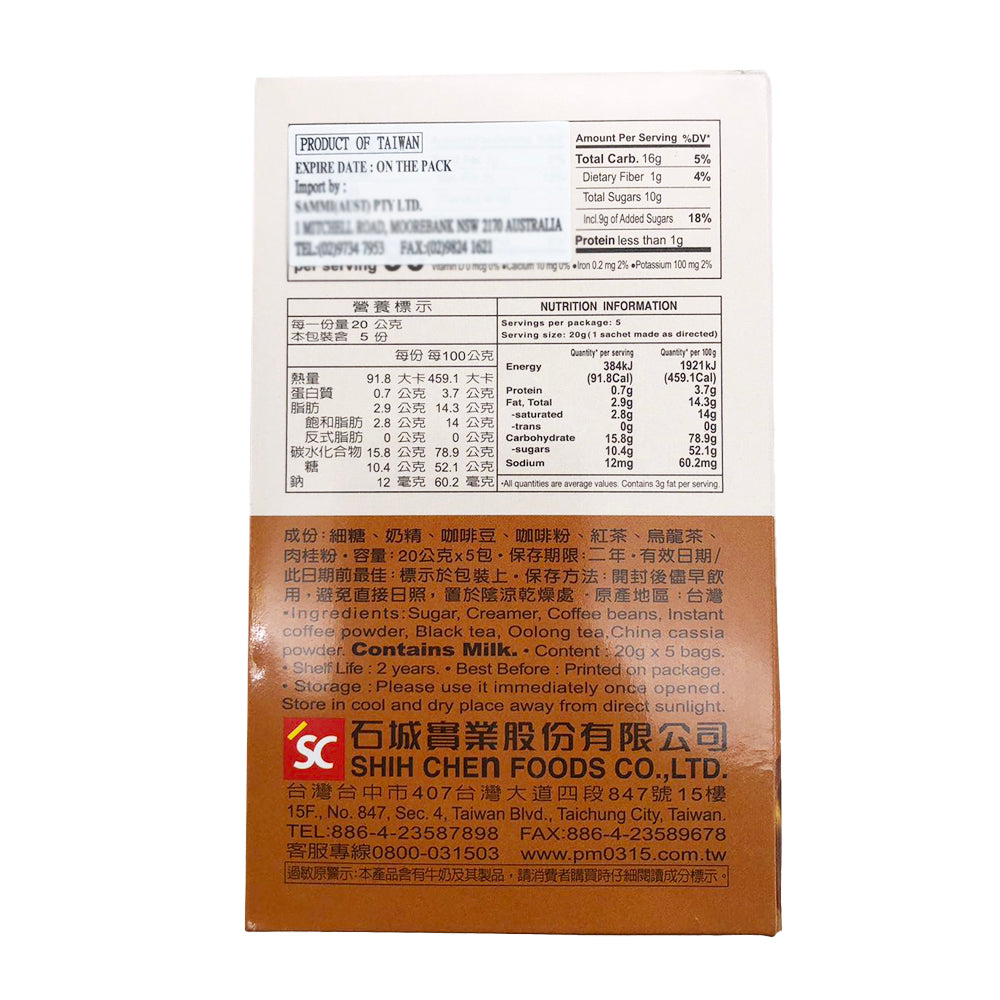 PRODUCT OF TAIWAN
EXPIRE DATE : ON THE PACK
Import by :
SAMMI(AUST) PTY LTD.
1 MITCHELL ROAD, MOOREBANK NSW 2170 AUSTRALIA
TEL:(02)9734 7953 FAX:(02)9824 1621
Amount Per Serving %DV*
Total Carb. 16g 5%
Dietary Fiber 1g 4%
Total Sugars 10g
Incl.9g of Added Sugars 18%
Protein less than 1g
per serving Vitamin D 0 mcg 0% •Calcium 10 mg 0% •Iron 0.2 mg 2% •Potassium 100 mg 2%
營養標示
每一份量 20 公克
本包裝含 5 份
每份 每100公克
熱量 91.8 大卡 459.1 大卡
蛋白質 0.7 公克 3.7 公克
脂肪 2.9 公克 14.3 公克
飽和脂肪 2.8 公克 14 公克
反式脂肪 0 公克 0 公克
碳水化合物 15.8 公克 78.9 公克
糖 10.4 公克 52.1 公克
鈉 12 毫克 60.2 毫克
NUTRITION INFORMATION
Servings per package: 5
Serving size: 20g(1 sachet made as directed)
Quantity* per serving Quantity* per 100g
Energy 384kJ 1921kJ
(91.8Cal) (459.1Cal)
Protein 0.7g 3.7g
Fat, Total 2.9g 14.3g
-saturated 2.8g 14g
-trans 0g 0g
Carbohydrate 15.8g 78.9g
-sugars 10.4g 52.1g
Sodium 12mg 60.2mg
*All quantities are average values. Contains 3g fat per serving.
成份:細糖、奶精、咖啡豆、咖啡粉、紅茶、烏龍茶、
肉桂粉•容量:20公克x5包•保存期限:二年•有效日期/
此日期前最佳:標示於包裝上•保存方法:開封後儘早飲
用,避免直接日照,置於陰涼乾燥處•原產地區:台灣
•Ingredients:Sugar, Creamer, Coffee beans, Instant
coffee powder, Black tea, Oolong tea,China cassia
powder. Contains Milk. • Content : 20g x 5 bags.
• Shelf Life : 2 years. • Best Before : Printed on package.
• Storage : Please use it immediately once opened.
Store in cool and dry place away from direct sunlight.
SC 石城實業股份有限公司
SHIH CHEn FOODS CO.,LTD.
台灣台中市407台灣大道四段847號15樓
15F., No. 847, Sec. 4, Taiwan Blvd., Taichung City, Taiwan.
TEL:886-4-23587898 FAX:886-4-23589678
客服專線0800-031503 www.pm0315.com.tw
過敏原警示:本產品含有牛奶及其製品,請消費者購買時仔細閱讀成分標示。